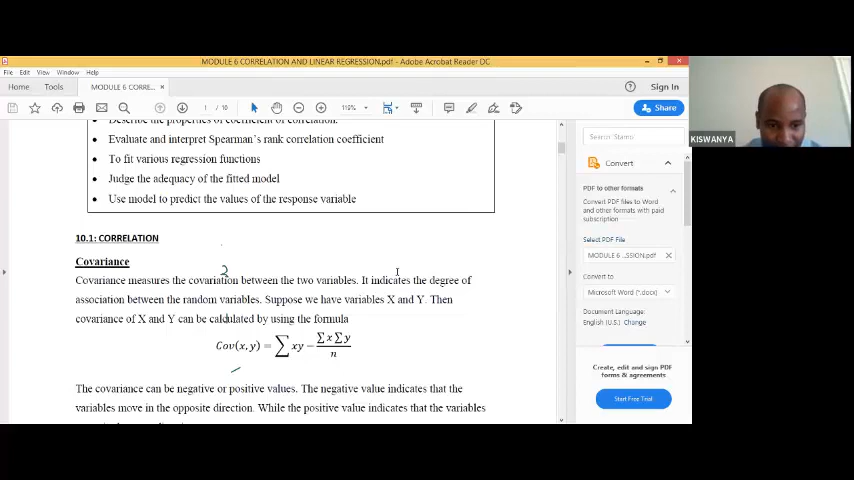 MODULE 6 CORRELATION AND LINEAR REGRESSION.pdf - Adobe Acrobat Reader DC
File Edit View Window Help
Home Tools MODULE 6 CORRE... × Sign In
1 / 10 110% Share
Describe the properties of coefficient of correlation.
• Evaluate and interpret Spearman's rank correlation coefficient
• To fit various regression functions
• Judge the adequacy of the fitted model
• Use model to predict the values of the response variable
10.1: CORRELATION
Covariance
2
Covariance measures the covariation between the two variables. It indicates the degree of
association between the random variables. Suppose we have variables X and Y. Then
covariance of X and Y can be calculated by using the formula
Cov(x, y) = ∑ xy − ∑ x ∑ y / n
The covariance can be negative or positive values. The negative value indicates that the
variables move in the opposite direction. While the positive value indicates that the variables
Convert
PDF to other formats
Convert PDF files to Word
and other formats with paid
subscription
Select PDF File
MODULE 6 ...SSION.pdf ×
Convert to
Microsoft Word (*.docx)
Document Language:
English (U.S.) Change
Create, edit and sign PDF
forms & agreements
Start Free Trial
KISWANYA